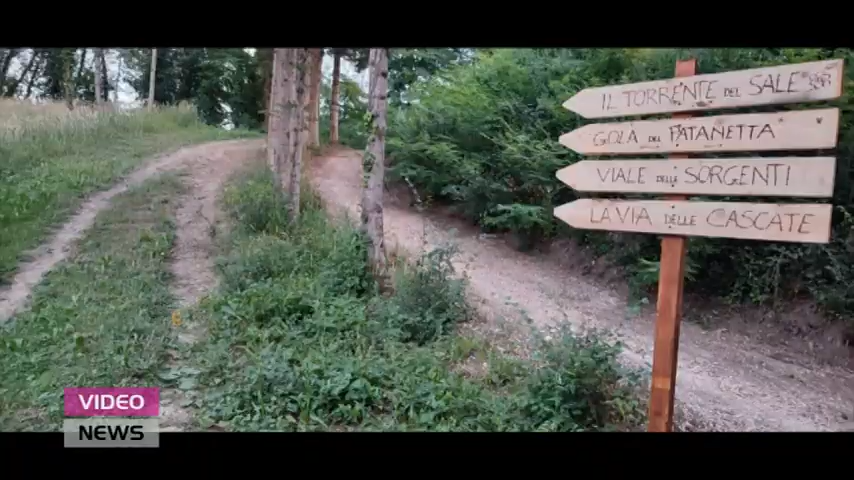 IL TORRENTE DEL SALE
GOLA DEL PATANETTA
VIALE DELLE SORGENTI
LA VIA DELLE CASCATE
VIDEO
NEWS